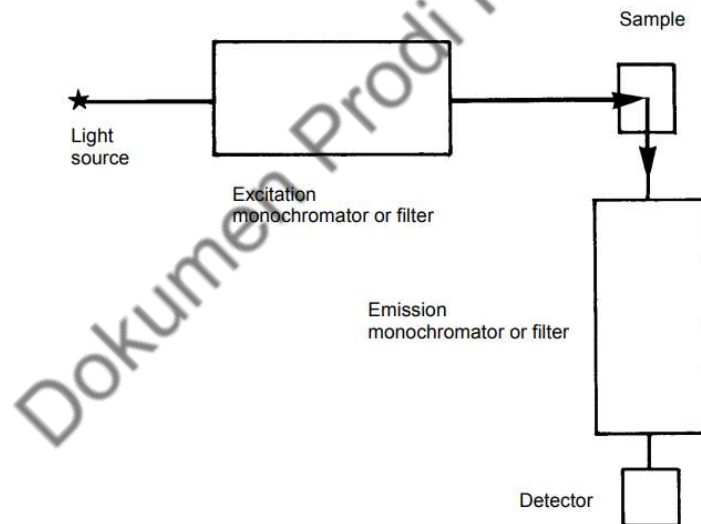 Sample
Light
source
Excitation
monochromator or filter
Emission
monochromator or filter
Detector
Dokumen Prodi